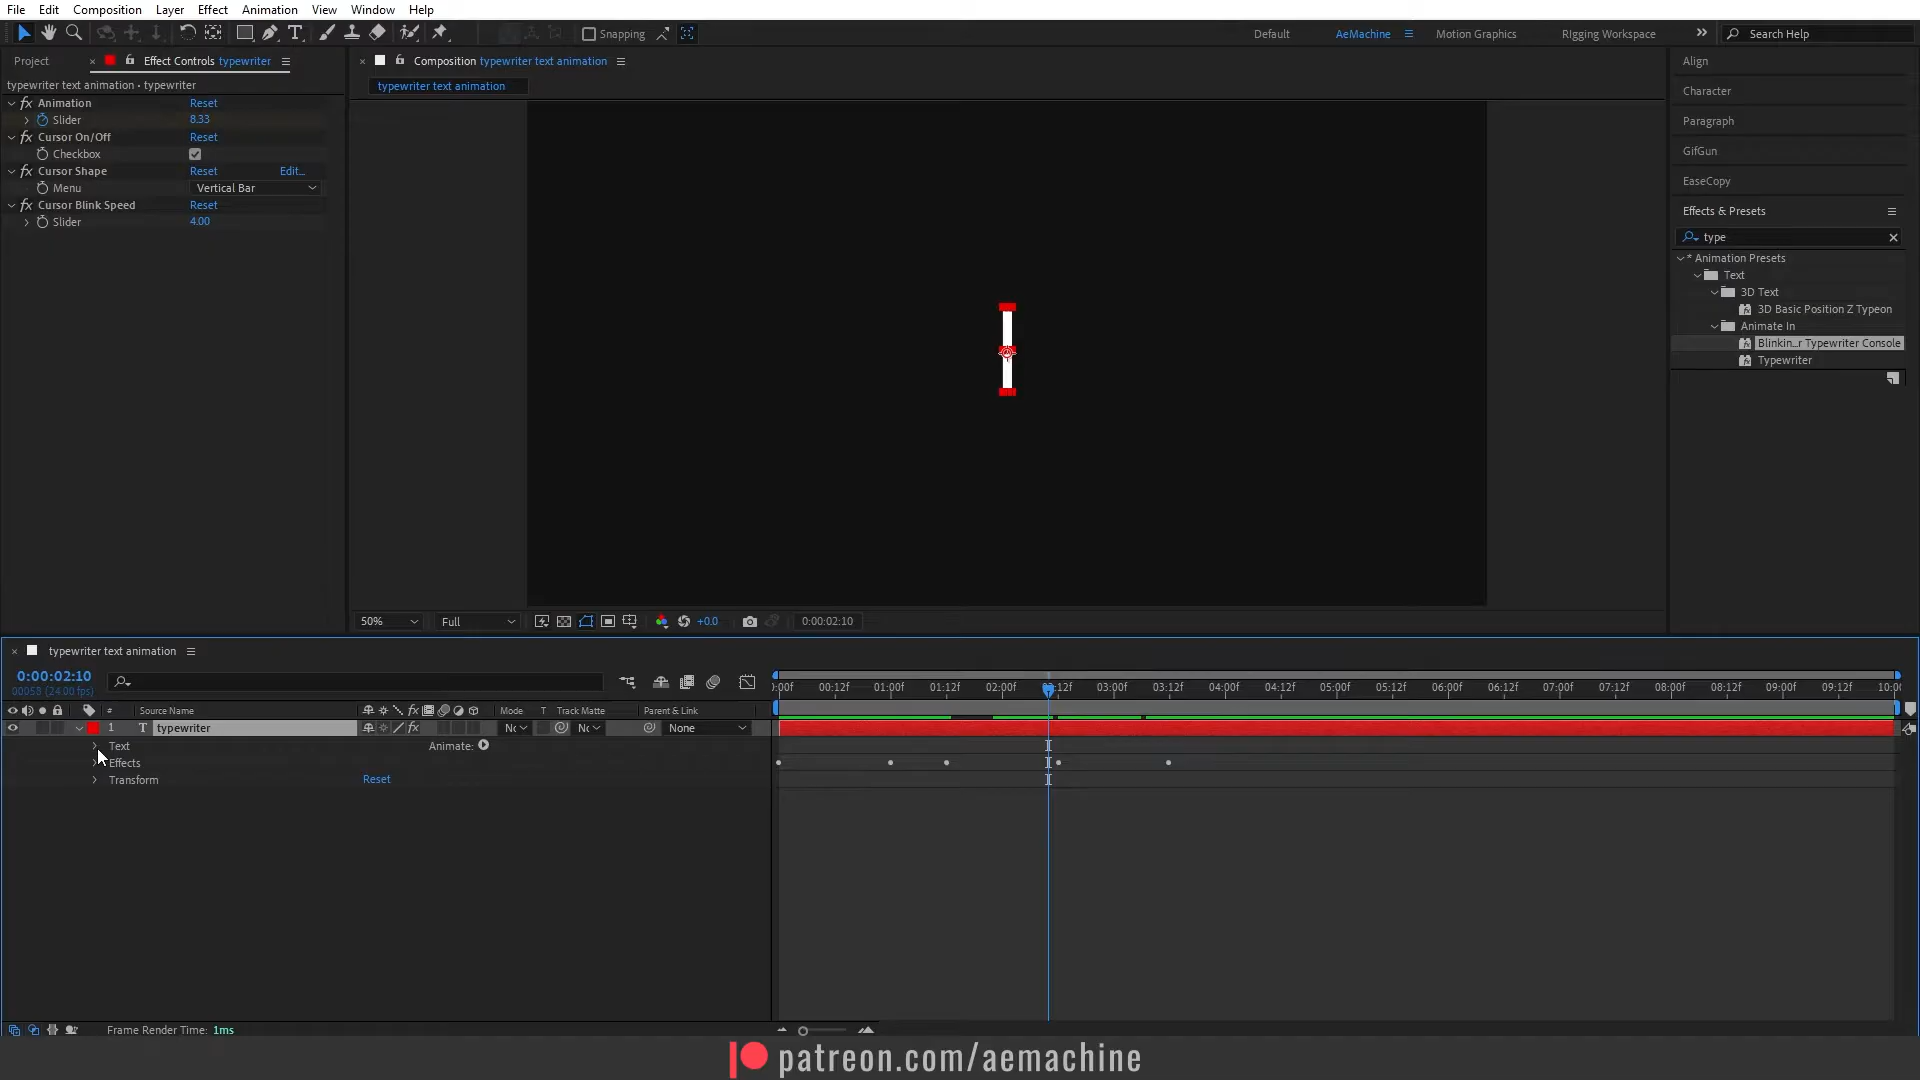 File Edit Composition Layer Effect Animation View Window Help
Snapping
Default AeMachine Motion Graphics Rigging Workspace Search Help
Project Effect Controls typewriter
typewriter text animation • typewriter
fx Animation Reset
Slider 8.33
fx Cursor On/Off Reset
Checkbox
fx Cursor Shape Reset Edit...
Menu Vertical Bar
fx Cursor Blink Speed Reset
Slider 4.00
Composition typewriter text animation
typewriter text animation
50% Full +0.0 0:00:02:10
Align
Character
Paragraph
GifGun
EaseCopy
Effects & Presets
type
* Animation Presets
Text
3D Text
3D Basic Position Z Typeon
Animate In
Blinkin...r Typewriter Console
Typewriter
typewriter text animation
0:00:02:10
00058 (24.00 fps)
# Source Name fx Mode T Track Matte Parent & Link
1 T typewriter fx Nc Nc None
Text Animate:
Effects
Transform Reset
:00f 00:12f 01:00f 01:12f 02:00f 02:12f 03:00f 03:12f 04:00f 04:12f 05:00f 05:12f 06:00f 06:12f 07:00f 07:12f 08:00f 08:12f 09:00f 09:12f 10:0
Frame Render Time: 1ms
patreon.com/aemachine